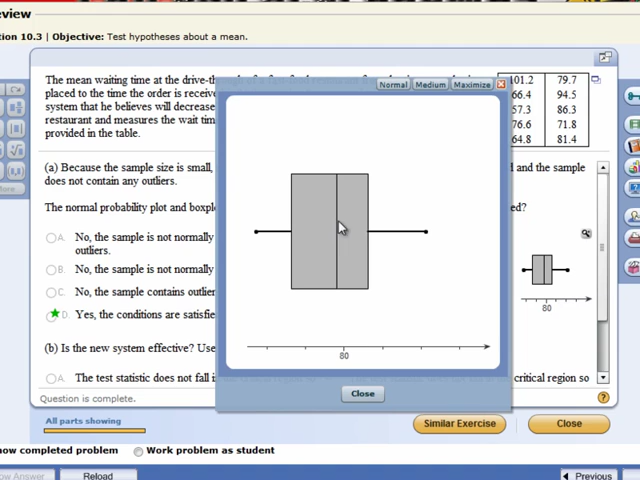 eview
tion 10.3 | Objective: Test hypotheses about a mean.
The mean waiting time at the drive-th
placed to the time the order is receive
system that he believes will decrease
restaurant and measures the wait tim
provided in the table.
101.2 79.7
66.4 94.5
57.3 86.3
76.6 71.8
64.8 81.4
Normal Medium Maximize
(a) Because the sample size is small,
d and the sample
does not contain any outliers.
The normal probability plot and boxpl
ed?
A. No, the sample is not normally
outliers.
B. No, the sample is not normally
C. No, the sample contains outlier
D. Yes, the conditions are satisfie
80
80
(b) Is the new system effective? Use
A. The test statistic does not fall i
critical region so
Close
Question is complete.
All parts showing
Similar Exercise
Close
how completed problem
Work problem as student
ow Answer
Reload
Previous
More